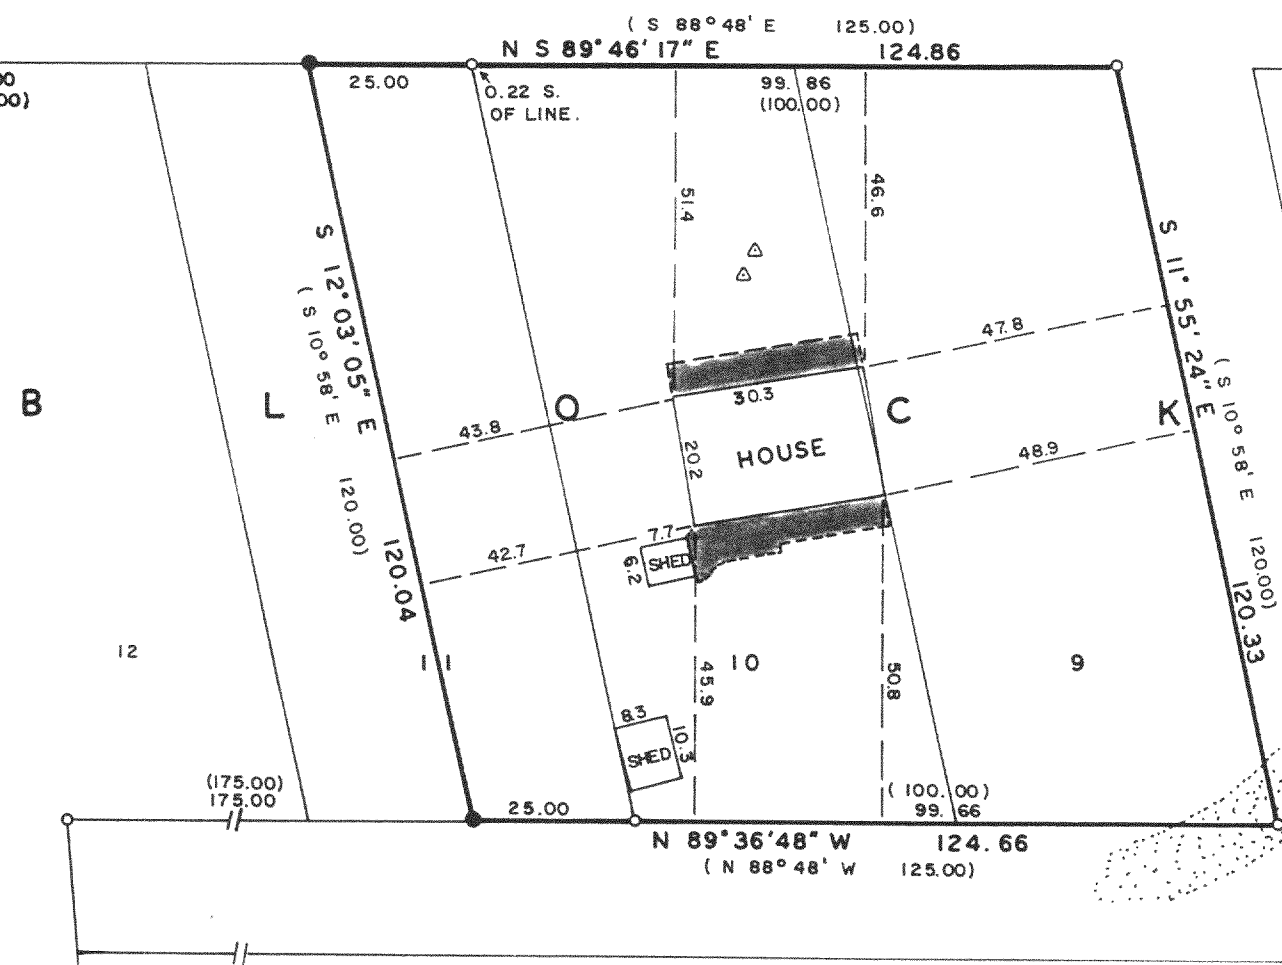 ( S 88° 48' E 125.00)
N S 89° 46' 17" E 124.86
00
00)
25.00
0.22 S.
OF LINE.
99.86
(100.00)
51.4
46.6
S 12° 03' 05" E 120.04
( S 10° 58' E 120.00)
S 11° 55' 24" E 120.33
( S 10° 58' E 120.00)
47.8
30.3
B L O C K
43.8
20.2
HOUSE
48.9
42.7
7.7
6.2
SHED
12
11
10
9
45.9
50.8
8.3
10.3
SHED
(175.00)
175.00
25.00
(100.00)
99.66
N 89° 36' 48" W 124.66
( N 88° 48' W 125.00)